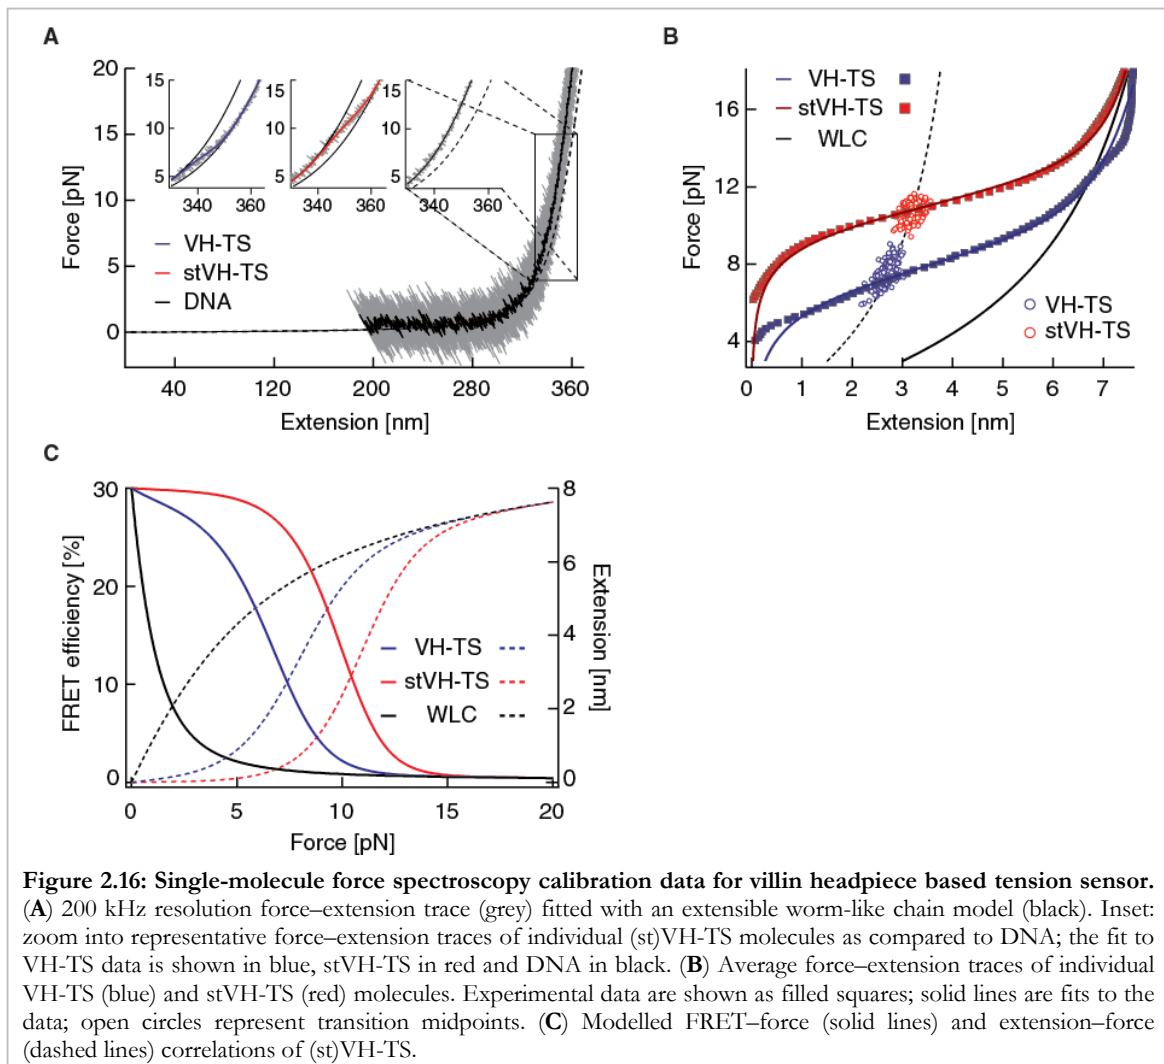 A
20
15
10
5
0
Force [pN]
15
10
5
340
360
15
10
5
340
360
15
10
5
340
360
VH-TS
stVH-TS
DNA
40
120
200
280
360
Extension [nm]
B
16
12
8
4
Force [pN]
VH-TS
stVH-TS
WLC
VH-TS
stVH-TS
0
1
2
3
4
5
6
7
Extension [nm]
C
30
20
10
0
FRET efficiency [%]
8
6
4
2
0
Extension [nm]
VH-TS
stVH-TS
WLC
0
5
10
15
20
Force [pN]
Figure 2.16: Single-molecule force spectroscopy calibration data for villin headpiece based tension sensor.
(A) 200 kHz resolution force–extension trace (grey) fitted with an extensible worm-like chain model (black). Inset:
zoom into representative force–extension traces of individual (st)VH-TS molecules as compared to DNA; the fit to
VH-TS data is shown in blue, stVH-TS in red and DNA in black. (B) Average force–extension traces of individual
VH-TS (blue) and stVH-TS (red) molecules. Experimental data are shown as filled squares; solid lines are fits to the
data; open circles represent transition midpoints. (C) Modelled FRET–force (solid lines) and extension–force
(dashed lines) correlations of (st)VH-TS.